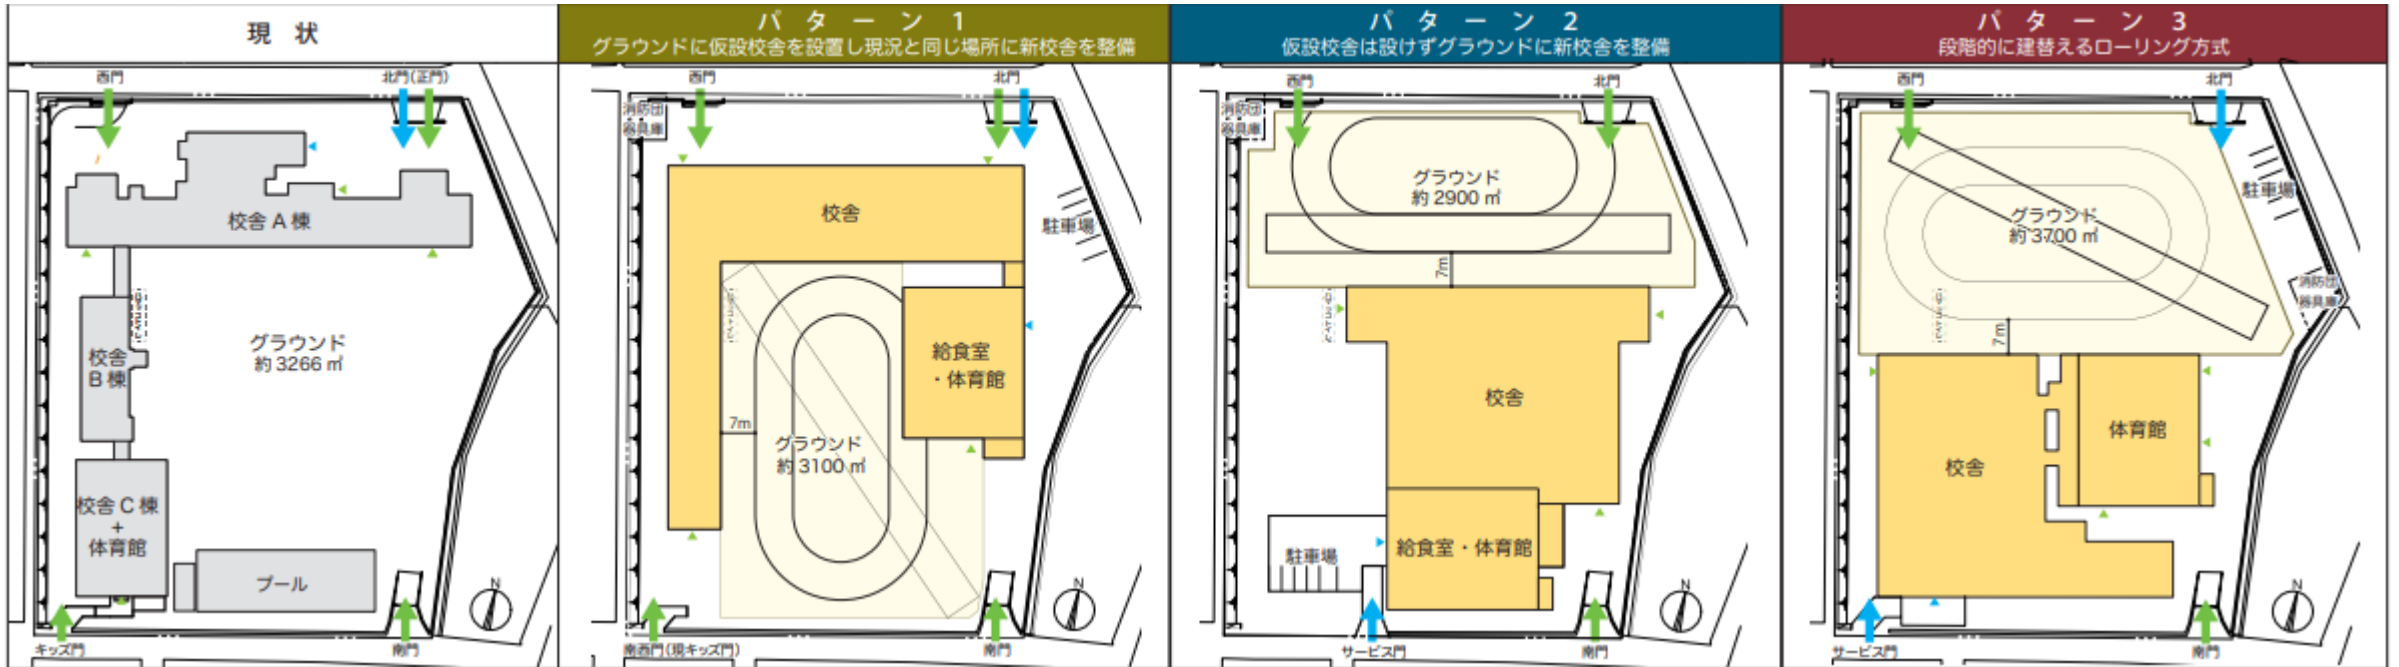 現 状
西門
北門(正門)
校舎 A 棟
校舎
B 棟
グラウンド
約 3266 ㎡
校舎 C 棟
+
体育館
プール
N
キッズ門
南門
パターン 1
グラウンドに仮設校舎を設置し現況と同じ場所に新校舎を整備
西門
北門
消防団
器具庫
校舎
駐車場
給食室
・体育館
7m
グラウンド
約 3100 ㎡
N
南西門(現キッズ門)
南門
パターン 2
仮設校舎は設けずグラウンドに新校舎を整備
西門
北門
消防団
器具庫
グラウンド
約 2900 ㎡
7m
校舎
給食室・体育館
駐車場
N
サービス門
南門
パターン 3
段階的に建替えるローリング方式
西門
北門
駐車場
グラウンド
約 3700 ㎡
消防団
器具庫
7m
体育館
校舎
N
サービス門
南門